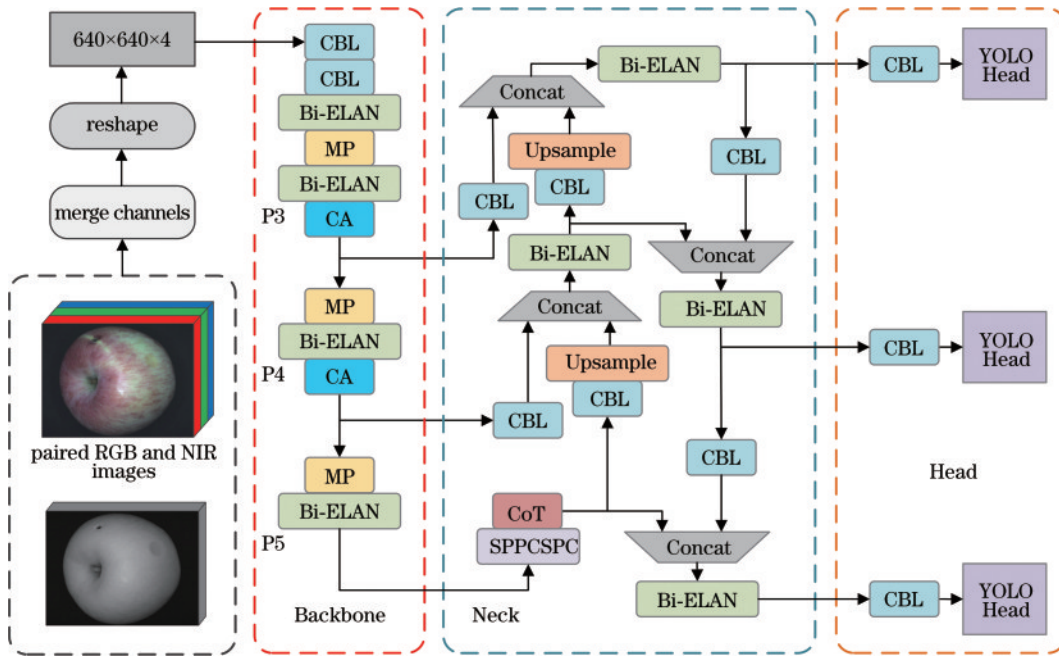 640×640×4
reshape
merge channels
paired RGB and NIR
images
CBL
CBL
Bi-ELAN
MP
Bi-ELAN
P3
CA
MP
Bi-ELAN
P4
CA
MP
Bi-ELAN
P5
Backbone
Bi-ELAN
Concat
Upsample
CBL
CBL
CBL
Bi-ELAN
Concat
Concat
Bi-ELAN
Upsample
CBL
CBL
CBL
CoT
SPPCSPC
Concat
Bi-ELAN
Neck
CBL
YOLO
Head
CBL
YOLO
Head
Head
CBL
YOLO
Head